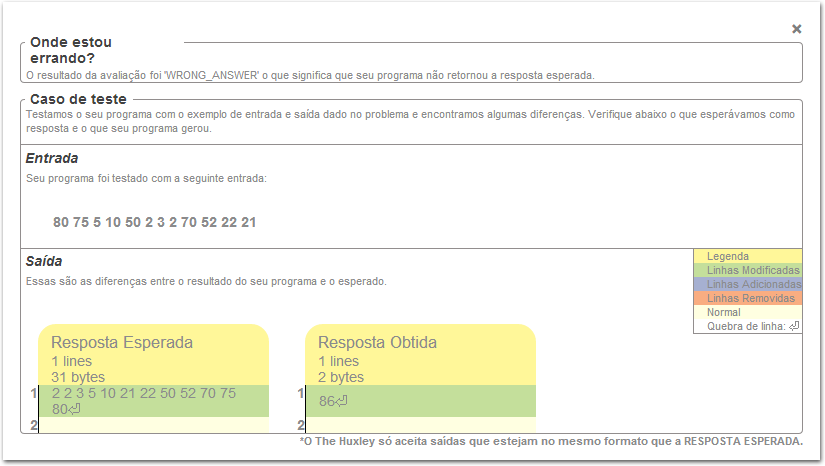 ×
Onde estou
errando?
O resultado da avaliação foi 'WRONG_ANSWER' o que significa que seu programa não retornou a resposta esperada.
Caso de teste
Testamos o seu programa com o exemplo de entrada e saída dado no problema e encontramos algumas diferenças. Verifique abaixo o que esperávamos como
resposta e o que seu programa gerou.
Entrada
Seu programa foi testado com a seguinte entrada:
80 75 5 10 50 2 3 2 70 52 22 21
Saída
Essas são as diferenças entre o resultado do seu programa e o esperado.
Legenda
Linhas Modificadas
Linhas Adicionadas
Linhas Removidas
Normal
Quebra de linha: ⏎
Resposta Esperada
1 lines
31 bytes
1 2 2 3 5 10 21 22 50 52 70 75
80⏎
2
Resposta Obtida
1 lines
2 bytes
1 86⏎
2
*O The Huxley só aceita saídas que estejam no mesmo formato que a RESPOSTA ESPERADA.